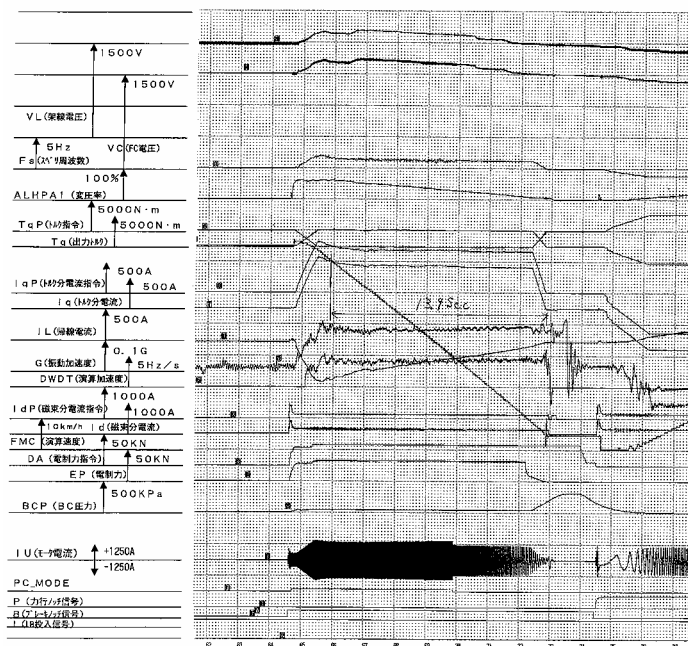 1500V
1500V
VL(架線電圧)
5Hz VC(FC電圧)
Fs(スベリ周波数)
100%
ALHPA1(変圧率)
5000N・m
TqP(トルク指令) 5000N・m
Tq(出力トルク)
500A
IqP(トルク分電流指令) 500A
iq(トルク分電流)
500A
IL(帰線電流)
0.1G
G(振動加速度) 5Hz/s
DWDT(演算加速度)
1000A
IdP(磁束分電流指令) 1000A
10km/h Id(磁束分電流)
FMC(演算速度) 50KN
DA(電制力指令) 50KN
EP(電制力)
500KPa
BCP(BC圧力)
13.9Sec
IU(モータ電流) +1250A
-1250A
PC_MODE
P(力行ノッチ信号)
B(ブレーキノッチ信号)